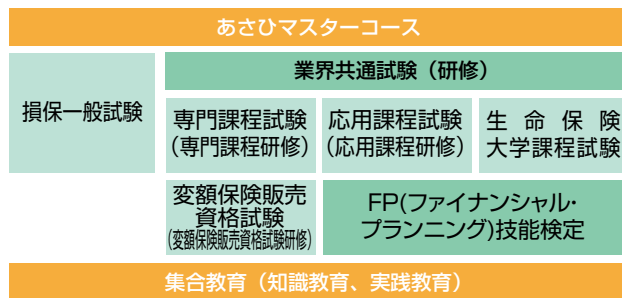 あさひマスターコース
業界共通試験（研修）
損保一般試験
専門課程試験
（専門課程研修）
応用課程試験
（応用課程研修）
生命保険
大学課程試験
変額保険販売
資格試験
（変額保険販売資格試験研修）
FP（ファイナンシャル・
プランニング）技能検定
集合教育（知識教育、実践教育）